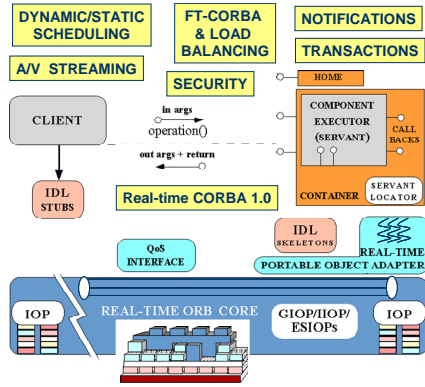 DYNAMIC/STATIC
SCHEDULING
FT-CORBA
& LOAD
BALANCING
NOTIFICATIONS
TRANSACTIONS
A/V STREAMING
SECURITY
HOME
CLIENT
in args
operation()
out args + return
COMPONENT
EXECUTOR
(SERVANT)
CALL
BACKS
CONTAINER
SERVANT
LOCATOR
IDL
STUBS
Real-time CORBA 1.0
IDL
SKELETONS
REAL-TIME
PORTABLE OBJECT ADAPTER
QoS
INTERFACE
IOP
REAL-TIME ORB CORE
GIOP/IIOP/
ESIOPs
IOP